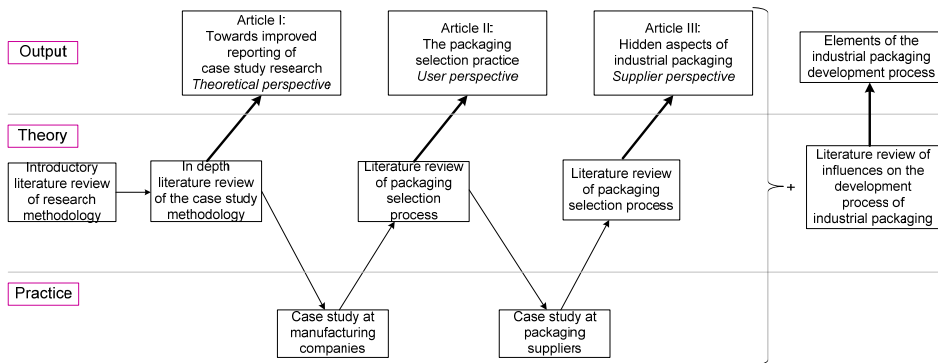 Output
Article I:
Towards improved
reporting of
case study research
Theoretical perspective
Article II:
The packaging
selection practice
User perspective
Article III:
Hidden aspects of
industrial packaging
Supplier perspective
Elements of the
industrial packaging
development process
Theory
Introductory
literature review
of research
methodology
In depth
literature review
of the case study
methodology
Literature review
of packaging
selection
process
Literature review
of packaging
selection process
+
Literature review of
influences on the
development
process of
industrial packaging
Practice
Case study at
manufacturing
companies
Case study at
packaging
suppliers